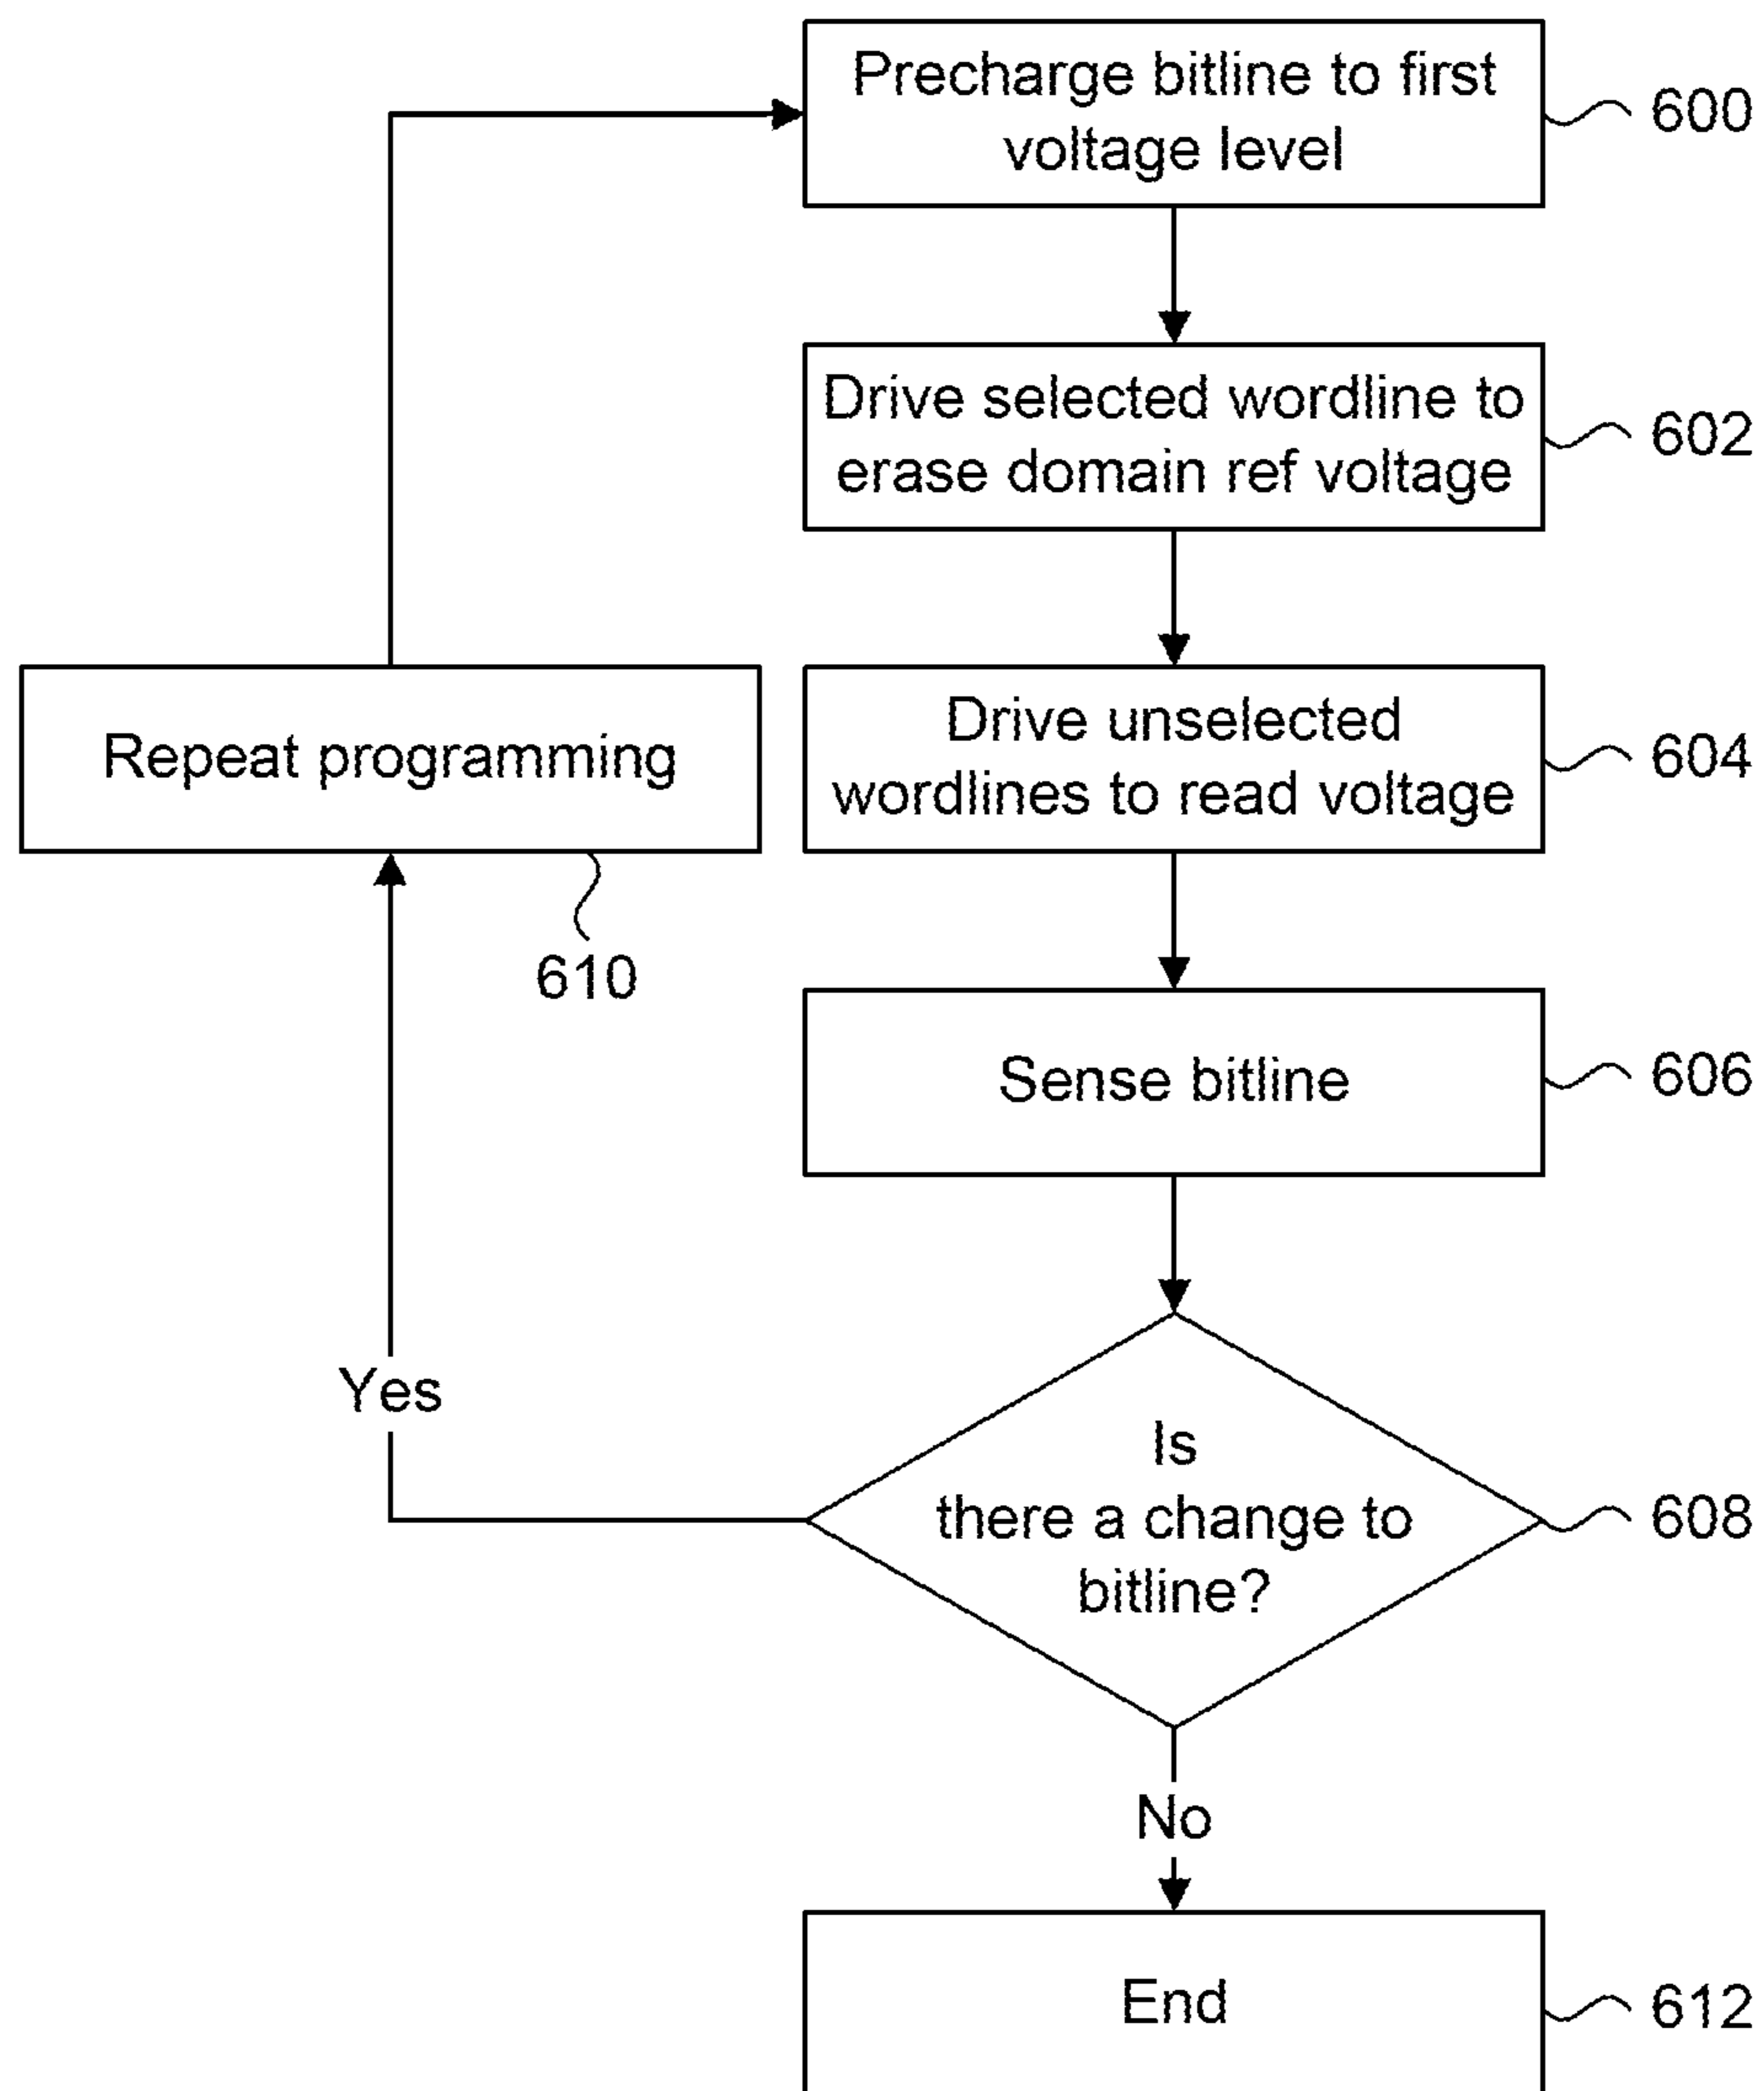 Precharge bitline to first
voltage level
600
Drive selected wordline to
erase domain ref voltage
602
Drive unselected
wordlines to read voltage
604
Repeat programming
610
Sense bitline
606
Yes
Is
there a change to
bitline?
608
No
End
612